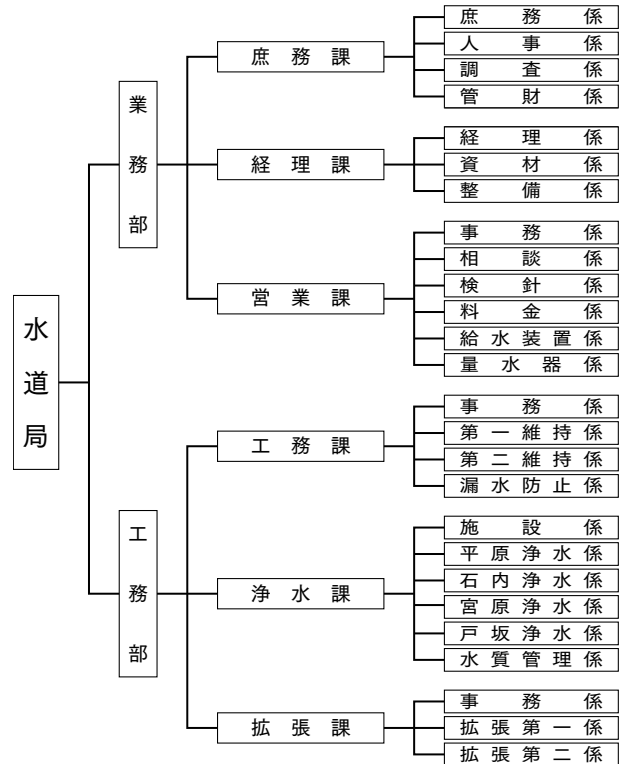 水道局
業務部
庶務課
庶務係
人事係
調査係
管財係
経理課
経理係
資材係
整備係
営業課
事務係
相談係
検針係
料金係
給水装置係
量水器係
工務部
工務課
事務係
第一維持係
第二維持係
漏水防止係
浄水課
施設係
平原浄水係
石内浄水係
宮原浄水係
戸坂浄水係
水質管理係
拡張課
事務係
拡張第一係
拡張第二係